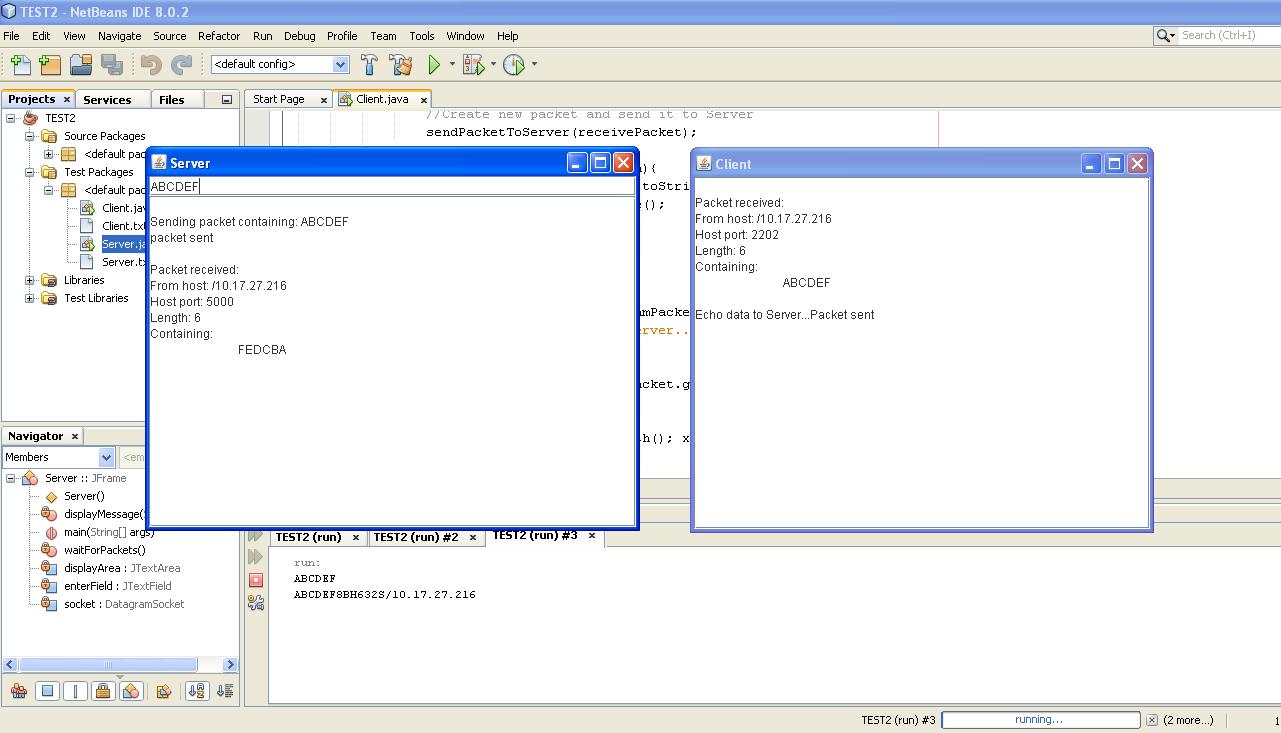 TEST2 - NetBeans IDE 8.0.2
File Edit View Navigate Source Refactor Run Debug Profile Team Tools Window Help
Search (Ctrl+I)
<default config>
Projects Services Files
Start Page Client.java
TEST2
Source Packages
<default pac
Test Packages
<default pac
Client.jav
Client.tx
Server.ja
Server.tx
Libraries
Test Libraries
//Create new packet and send it to Server
sendPacketToServer(receivePacket);
){
toStri
();
amPacke
erver..
acket.g
h(); x
Server
ABCDEF
Sending packet containing: ABCDEF
packet sent
Packet received:
From host: /10.17.27.216
Host port: 5000
Length: 6
Containing:
FEDCBA
Client
Packet received:
From host: /10.17.27.216
Host port: 2202
Length: 6
Containing:
ABCDEF
Echo data to Server...Packet sent
Navigator
Members
<em
Server :: JFrame
Server()
displayMessage(
main(String[] args)
waitForPackets()
displayArea : JTextArea
enterField : JTextField
socket : DatagramSocket
TEST2 (run) TEST2 (run) #2 TEST2 (run) #3
run:
ABCDEF
ABCDEF8BH632S/10.17.27.216
TEST2 (run) #3 running... (2 more...) 1